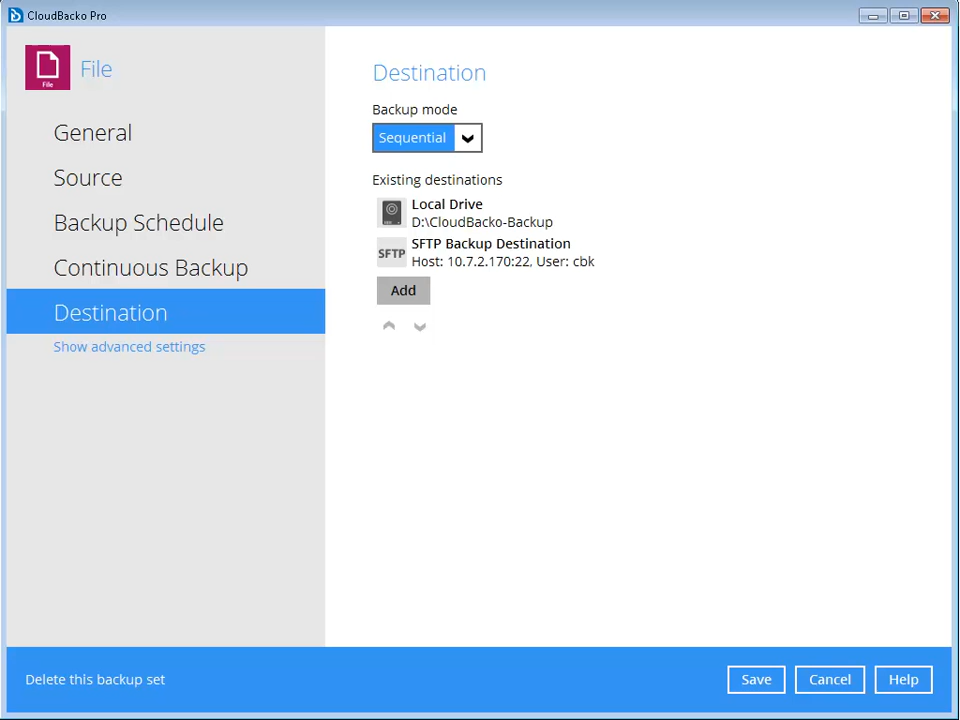 CloudBacko Pro
File
File
General
Source
Backup Schedule
Continuous Backup
Destination
Show advanced settings
Destination
Backup mode
Sequential
Existing destinations
Local Drive
D:\CloudBacko-Backup
SFTP
SFTP Backup Destination
Host: 10.7.2.170:22, User: cbk
Add
Delete this backup set
Save
Cancel
Help